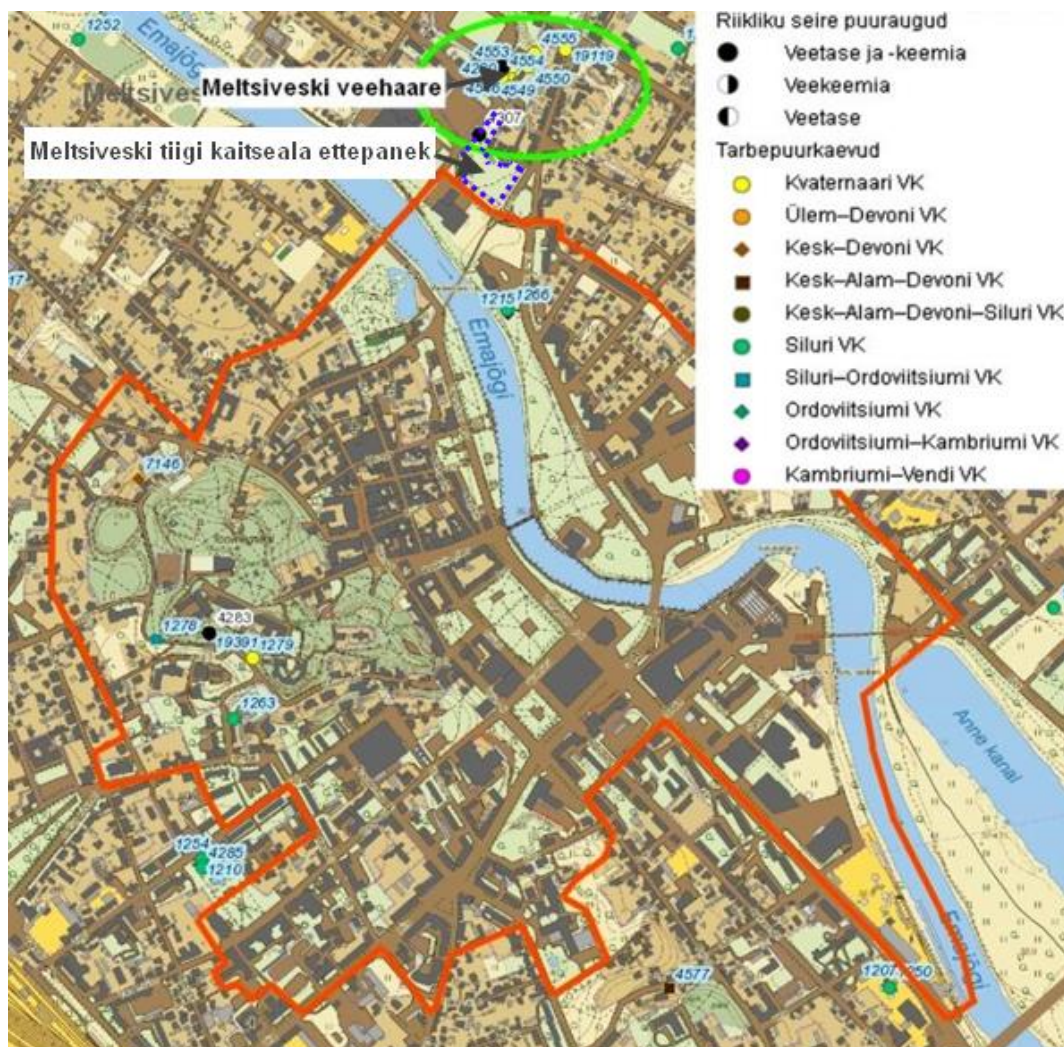 Riikliku seire puuraugud
Veetase ja -keemia
Veekeemia
Veetase
Tarbepuurkaevud
Kvaternaari VK
Ülem–Devoni VK
Kesk–Devoni VK
Kesk–Alam–Devoni VK
Kesk–Alam–Devoni–Siluri VK
Siluri VK
Siluri–Ordoviitsiumi VK
Ordoviitsiumi VK
Ordoviitsiumi–Kambriumi VK
Kambriumi–Vendi VK
1252
Emajõgi
4553
4555
4554
19119
4550
4549
Meltsiveski veehaare
Meltsiveski tiigi kaitseala ettepanek
17
1215
1266
Emajõgi
7146
4283
1278
19391
1279
1263
1254
4285
1210
Anne kanal
Emajõgi
4577
1207